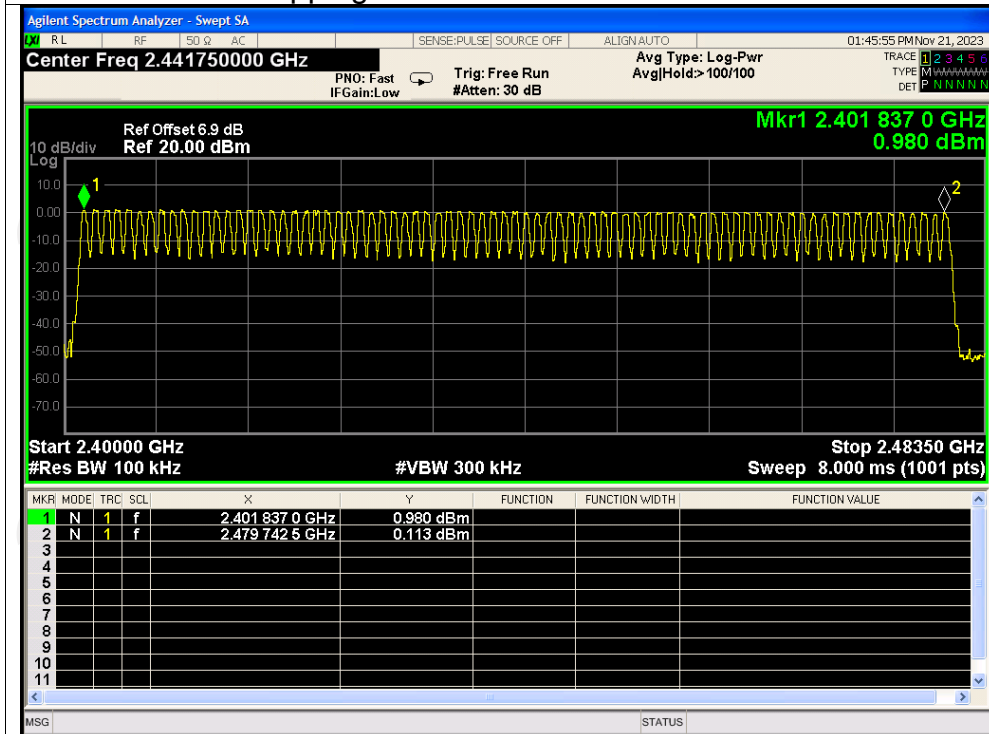 pping
Agilent Spectrum Analyzer - Swept SA
LXI RL RF 50 Ω AC SENSE:PULSE SOURCE OFF ALIGN AUTO 01:45:55 PM Nov 21, 2023
Center Freq 2.441750000 GHz
PNO: Fast
IFGain:Low
Trig: Free Run
#Atten: 30 dB
Avg Type: Log-Pwr
Avg|Hold:>100/100
TRACE 1 2 3 4 5 6
TYPE M
DET P N N N N N
Mkr1 2.401 837 0 GHz
0.980 dBm
Ref Offset 6.9 dB
10 dB/div Ref 20.00 dBm
Log
10.0
0.00
-10.0
-20.0
-30.0
-40.0
-50.0
-60.0
-70.0
1
2
Start 2.40000 GHz Stop 2.48350 GHz
#Res BW 100 kHz #VBW 300 kHz Sweep 8.000 ms (1001 pts)
MKR MODE TRC SCL X Y FUNCTION FUNCTION WIDTH FUNCTION VALUE
1 N 1 f 2.401 837 0 GHz 0.980 dBm
2 N 1 f 2.479 742 5 GHz 0.113 dBm
3
4
5
6
7
8
9
10
11
MSG STATUS